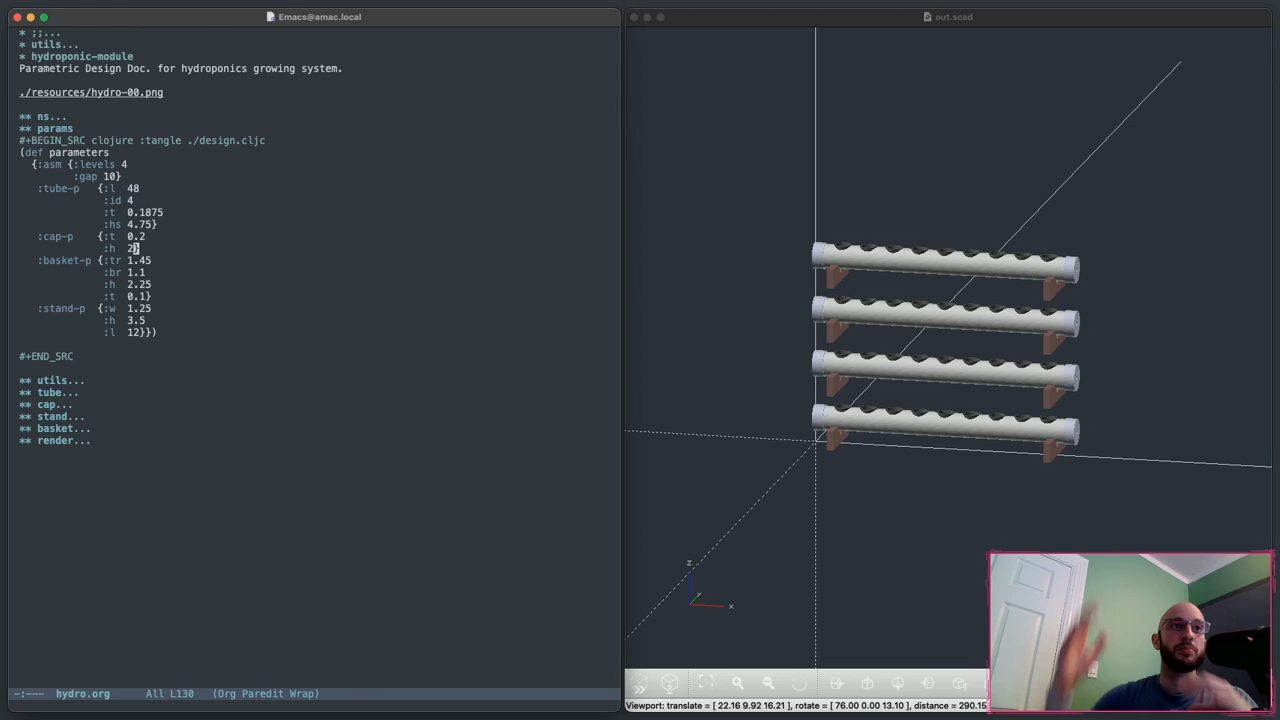 Emacs@amac.local
* ;;...
* utils...
* hydroponic-module
Parametric Design Doc. for hydroponics growing system.
./resources/hydro-00.png
** ns...
** params
#+BEGIN_SRC clojure :tangle ./design.cljc
(def parameters
{:asm {:levels 4
:gap 10}
:tube-p {:l 48
:id 4
:t 0.1875
:hs 4.75}
:cap-p {:t 0.2
:h 2}
:basket-p {:tr 1.45
:br 1.1
:h 2.25
:t 0.1}
:stand-p {:w 1.25
:h 3.5
:l 12}})
#+END_SRC
** utils...
** tube...
** cap...
** stand...
** basket...
** render...
-:--- hydro.org All L130 (Org Paredit Wrap)
out.scad
z
y
x
Viewport: translate = [ 22.16 9.92 16.21 ], rotate = [ 76.00 0.00 13.10 ], distance = 290.15